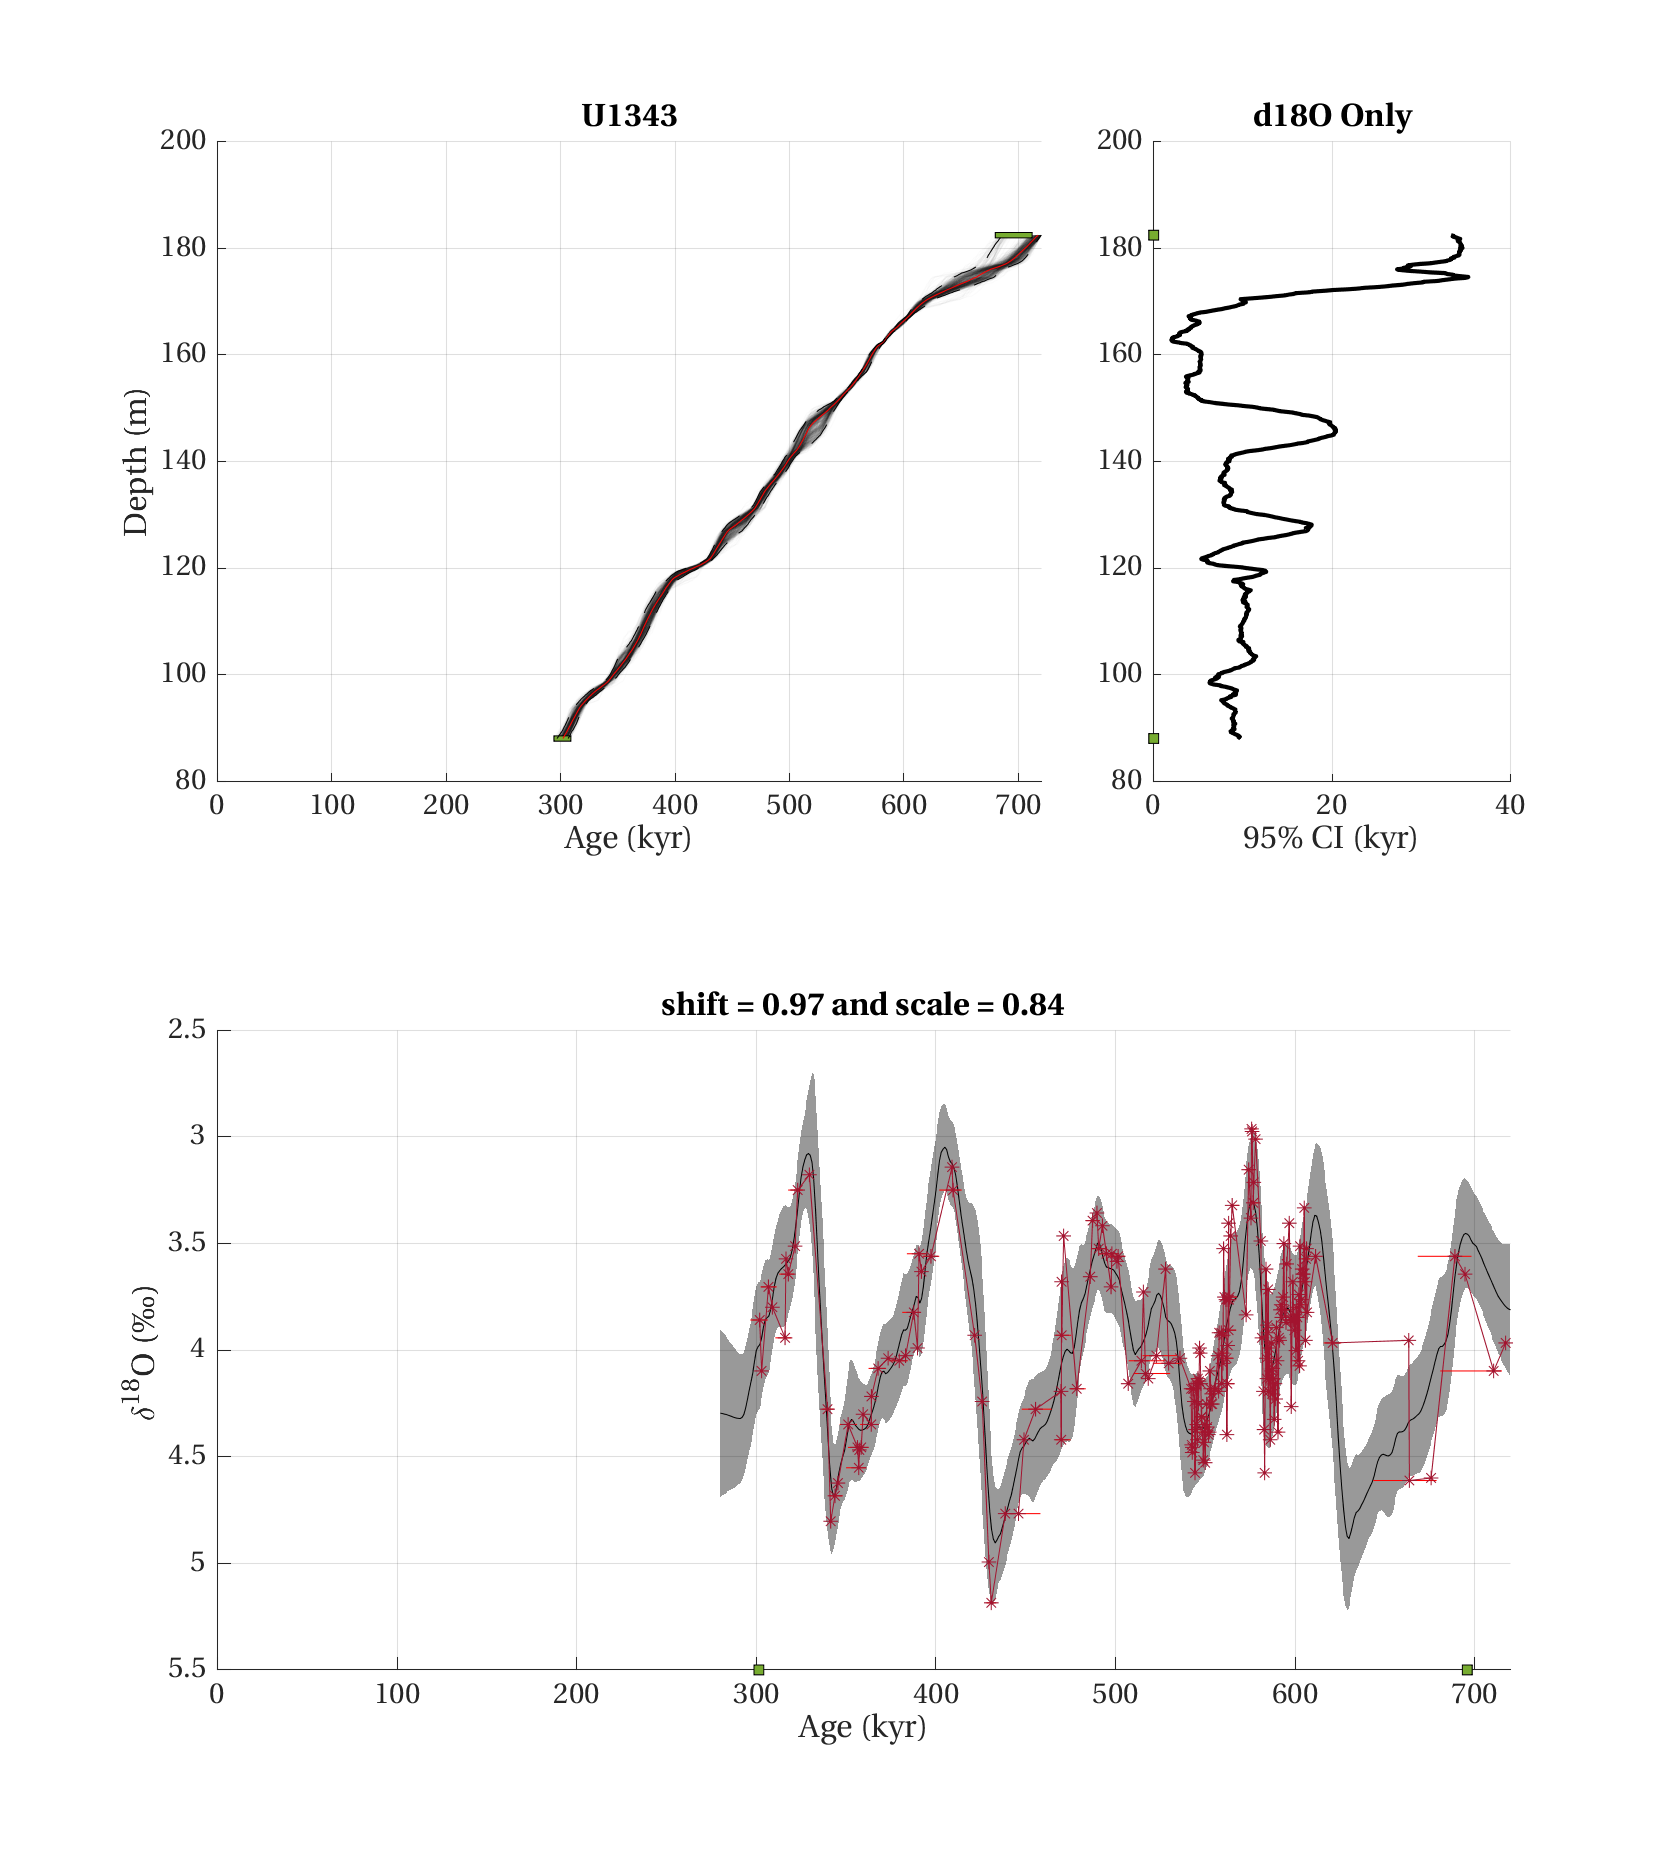 U1343
d18O Only
200
180
160
140
120
100
80
Depth (m)
0 100 200 300 400 500 600 700
Age (kyr)
200
180
160
140
120
100
80
0 20 40
95% CI (kyr)
shift = 0.97 and scale = 0.84
2.5
3
3.5
4
4.5
5
5.5
δ18O (‰)
0 100 200 300 400 500 600 700
Age (kyr)